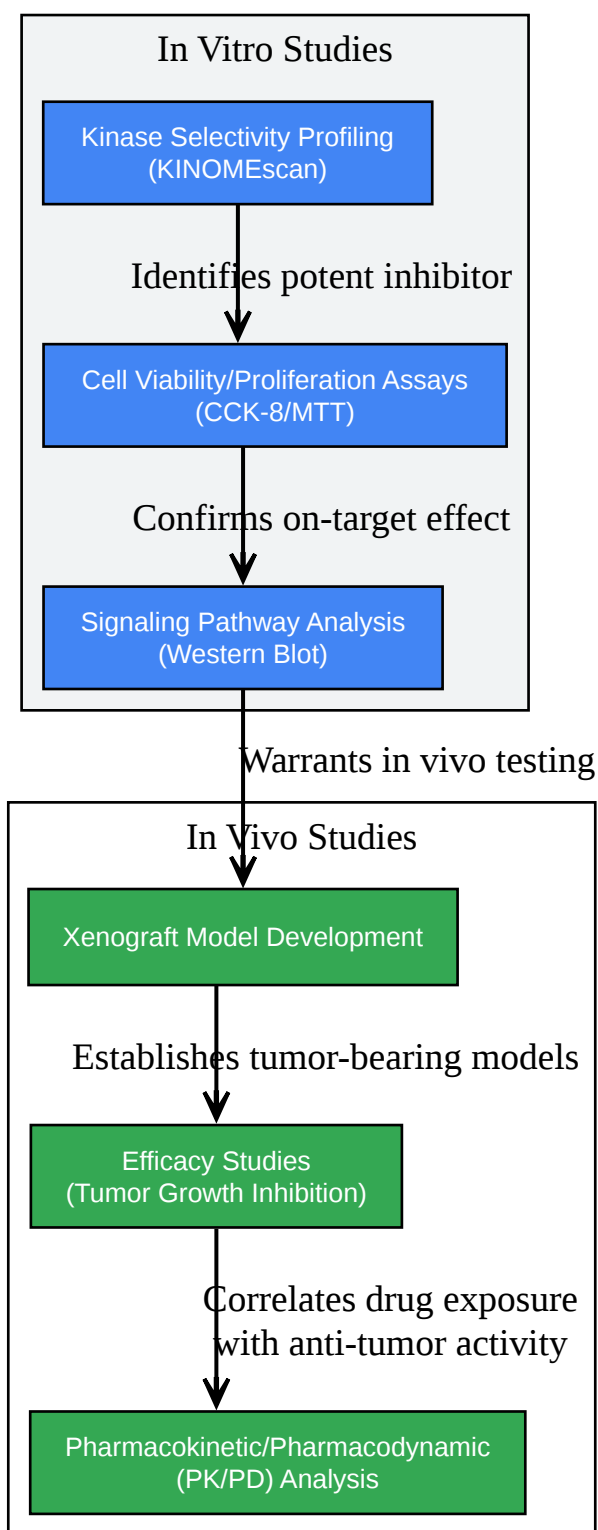 In Vitro Studies
Kinase Selectivity Profiling
(KINOMEscan)
Identifies potent inhibitor
Cell Viability/Proliferation Assays
(CCK-8/MTT)
Confirms on-target effect
Signaling Pathway Analysis
(Western Blot)
Warrants in vivo testing
In Vivo Studies
Xenograft Model Development
Establishes tumor-bearing models
Efficacy Studies
(Tumor Growth Inhibition)
Correlates drug exposure
with anti-tumor activity
Pharmacokinetic/Pharmacodynamic
(PK/PD) Analysis